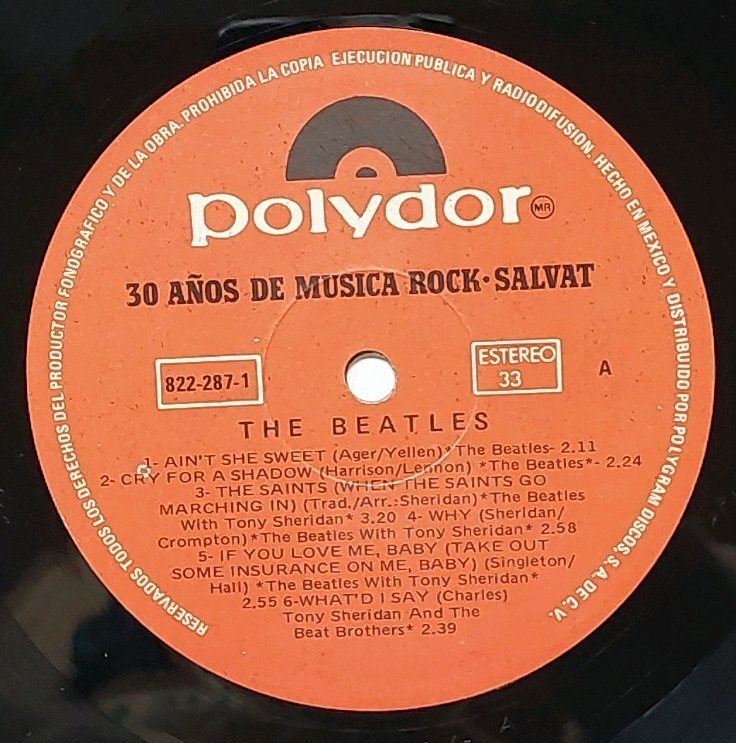 RESERVADOS TODOS LOS DERECHOS DEL PRODUCTOR FONOGRAFICO Y DE LA OBRA. PROHIBIDA LA COPIA EJECUCION PUBLICA Y RADIODIFUSION. HECHO EN MEXICO Y DISTRIBUIDO POR POLYGRAM DISCOS, S.A. DE C.V.
polydor MR
30 AÑOS DE MUSICA ROCK·SALVAT
822-287-1
ESTEREO
33
A
THE BEATLES
1- AIN'T SHE SWEET (Ager/Yellen)*The Beatles- 2.11
2- CRY FOR A SHADOW (Harrison/Lennon) *The Beatles*- 2.24
3- THE SAINTS (WHEN THE SAINTS GO
MARCHING IN) (Trad./Arr.:Sheridan)*The Beatles
With Tony Sheridan* 3.20 4- WHY (Sheridan/
Crompton)*The Beatles With Tony Sheridan* 2.58
5- IF YOU LOVE ME, BABY (TAKE OUT
SOME INSURANCE ON ME, BABY) (Singleton/
Hall) *The Beatles With Tony Sheridan*
2.55 6-WHAT'D I SAY (Charles)
Tony Sheridan And The
Beat Brothers* 2.39